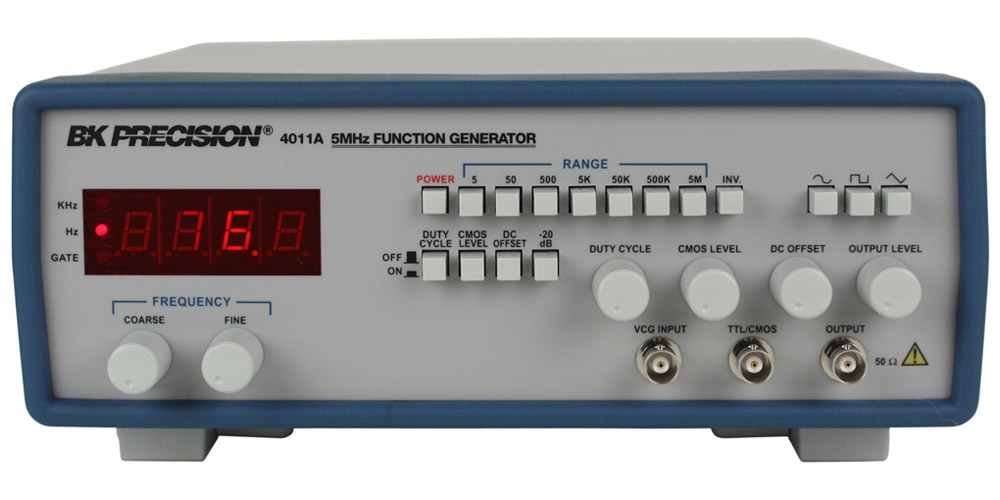 BK PRECISION® 4011A 5MHz FUNCTION GENERATOR
RANGE
POWER 5 50 500 5K 50K 500K 5M INV.
KHz
Hz
GATE
76.
DUTY CYCLE CMOS LEVEL DC OFFSET -20 dB
OFF
ON
DUTY CYCLE CMOS LEVEL DC OFFSET OUTPUT LEVEL
FREQUENCY
COARSE FINE
VCG INPUT TTL/CMOS OUTPUT
50 Ω